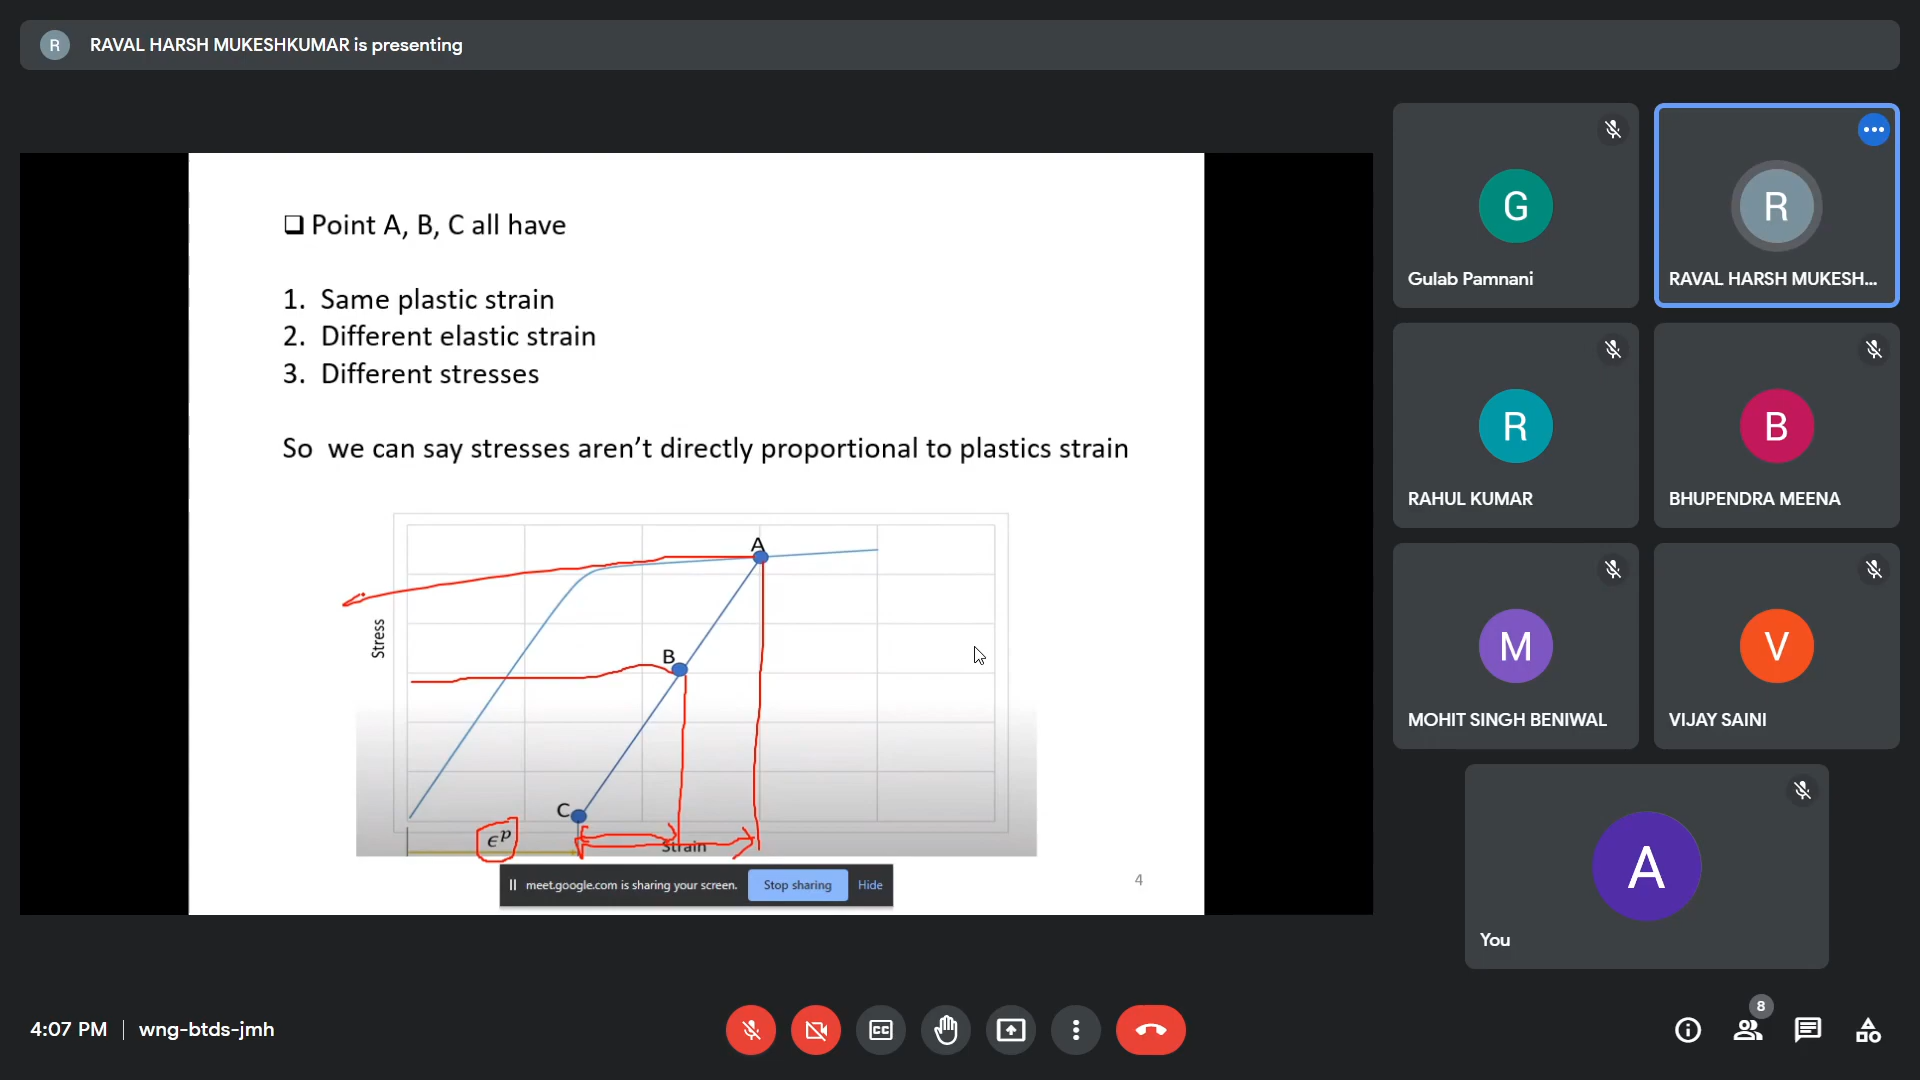 R RAVAL HARSH MUKESHKUMAR is presenting
❑ Point A, B, C all have
1. Same plastic strain
2. Different elastic strain
3. Different stresses
So we can say stresses aren’t directly proportional to plastics strain
A
B
C
Stress
ϵᵖ
Strain
meet.google.com is sharing your screen. Stop sharing Hide
4
G
Gulab Pamnani
R
RAVAL HARSH MUKESH...
R
RAHUL KUMAR
B
BHUPENDRA MEENA
M
MOHIT SINGH BENIWAL
V
VIJAY SAINI
A
You
4:07 PM | wng-btds-jmh
CC
8